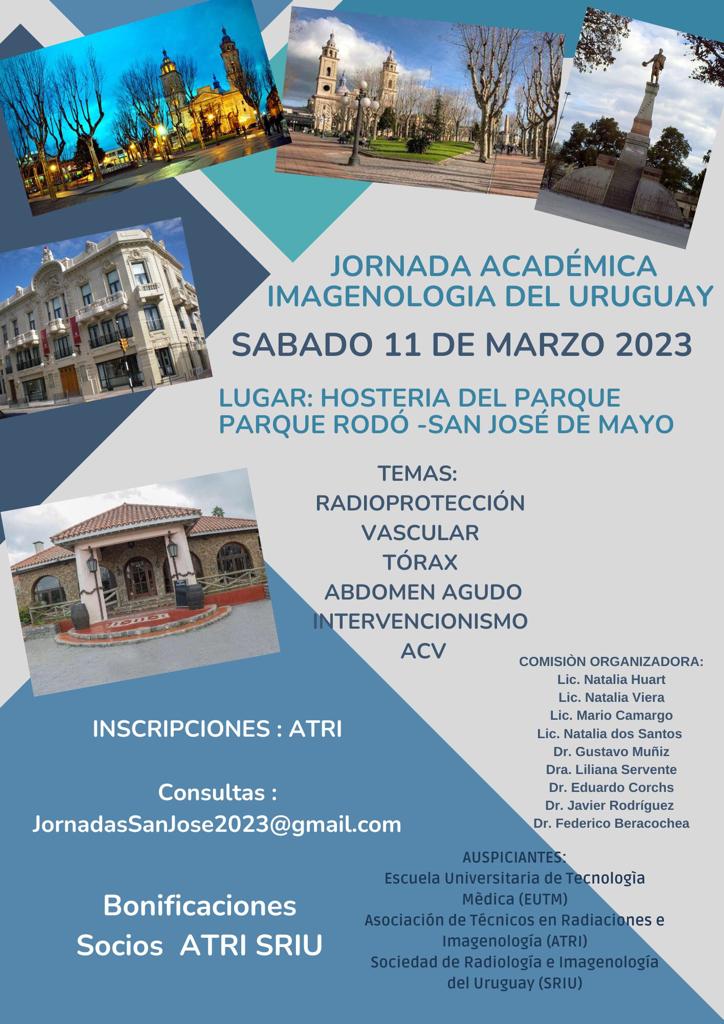 JORNADA ACADÉMICA
IMAGENOLOGIA DEL URUGUAY
SABADO 11 DE MARZO 2023
LUGAR: HOSTERIA DEL PARQUE
PARQUE RODÓ -SAN JOSÉ DE MAYO
TEMAS:
RADIOPROTECCIÓN
VASCULAR
TÓRAX
ABDOMEN AGUDO
INTERVENCIONISMO
ACV
COMISIÒN ORGANIZADORA:
Lic. Natalia Huart
Lic. Natalia Viera
Lic. Mario Camargo
Lic. Natalia dos Santos
Dr. Gustavo Muñiz
Dra. Liliana Servente
Dr. Eduardo Corchs
Dr. Javier Rodríguez
Dr. Federico Beracochea
INSCRIPCIONES : ATRI
Consultas :
JornadasSanJose2023@gmail.com
Bonificaciones
Socios ATRI SRIU
AUSPICIANTES:
Escuela Universitaria de Tecnologìa
Mèdica (EUTM)
Asociación de Técnicos en Radiaciones e
Imagenología (ATRI)
Sociedad de Radiología e Imagenología
del Uruguay (SRIU)